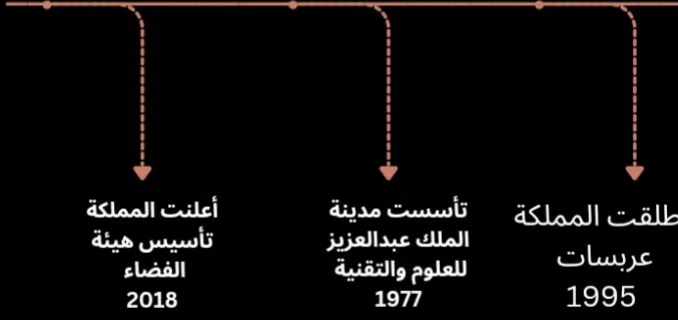 طلقت المملكة
عربسات
1995
تأسست مدينة
الملك عبدالعزيز
للعلوم والتقنية
1977
أعلنت المملكة
تأسيس هيئة
الفضاء
2018